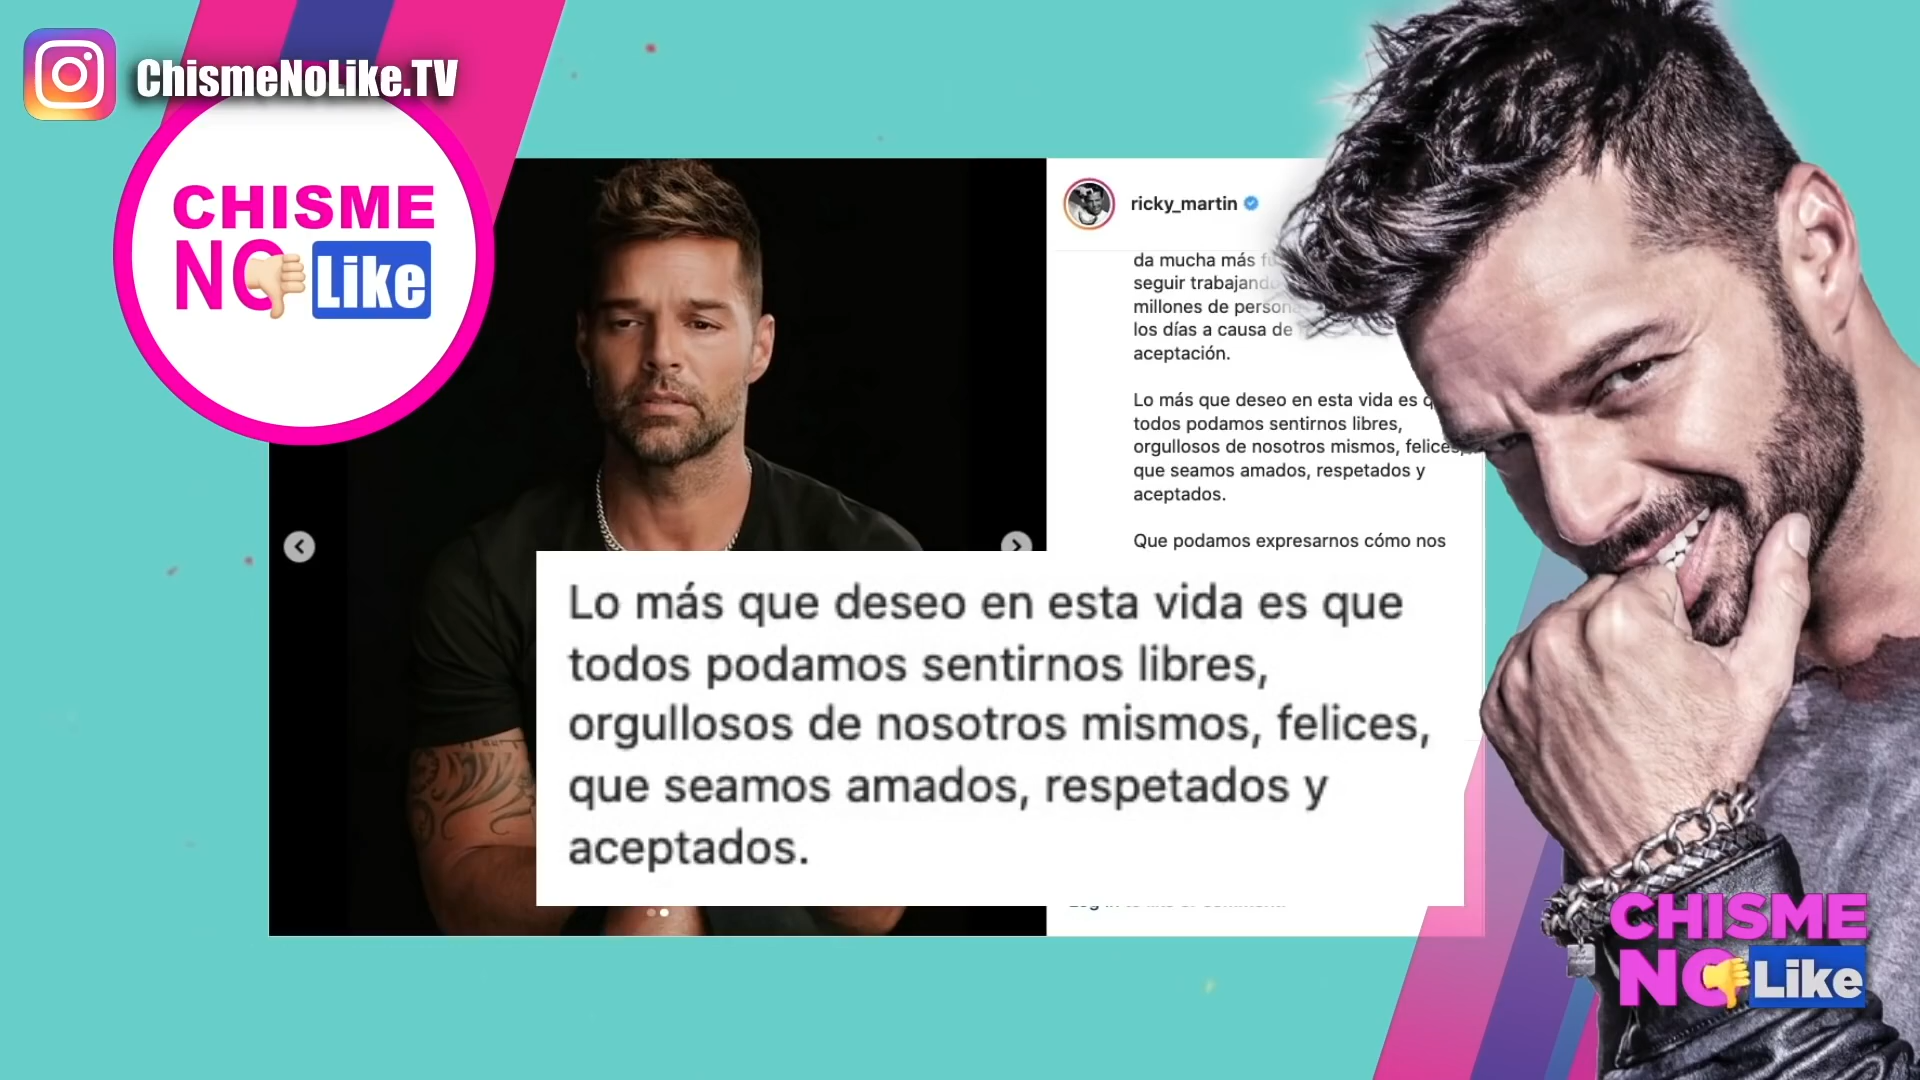 ChismeNoLike.TV
CHISME
NO Like
ricky_martin
da mucha más
seguir trabajando
millones de
los días a causa de
aceptación.
Lo más que deseo en esta vida es
todos podamos sentirnos libres,
orgullosos de nosotros mismos, felices,
que seamos amados, respetados y
aceptados.
Que podamos expresarnos cómo nos
Lo más que deseo en esta vida es que
todos podamos sentirnos libres,
orgullosos de nosotros mismos, felices,
que seamos amados, respetados y
aceptados.
CHISME
NO Like